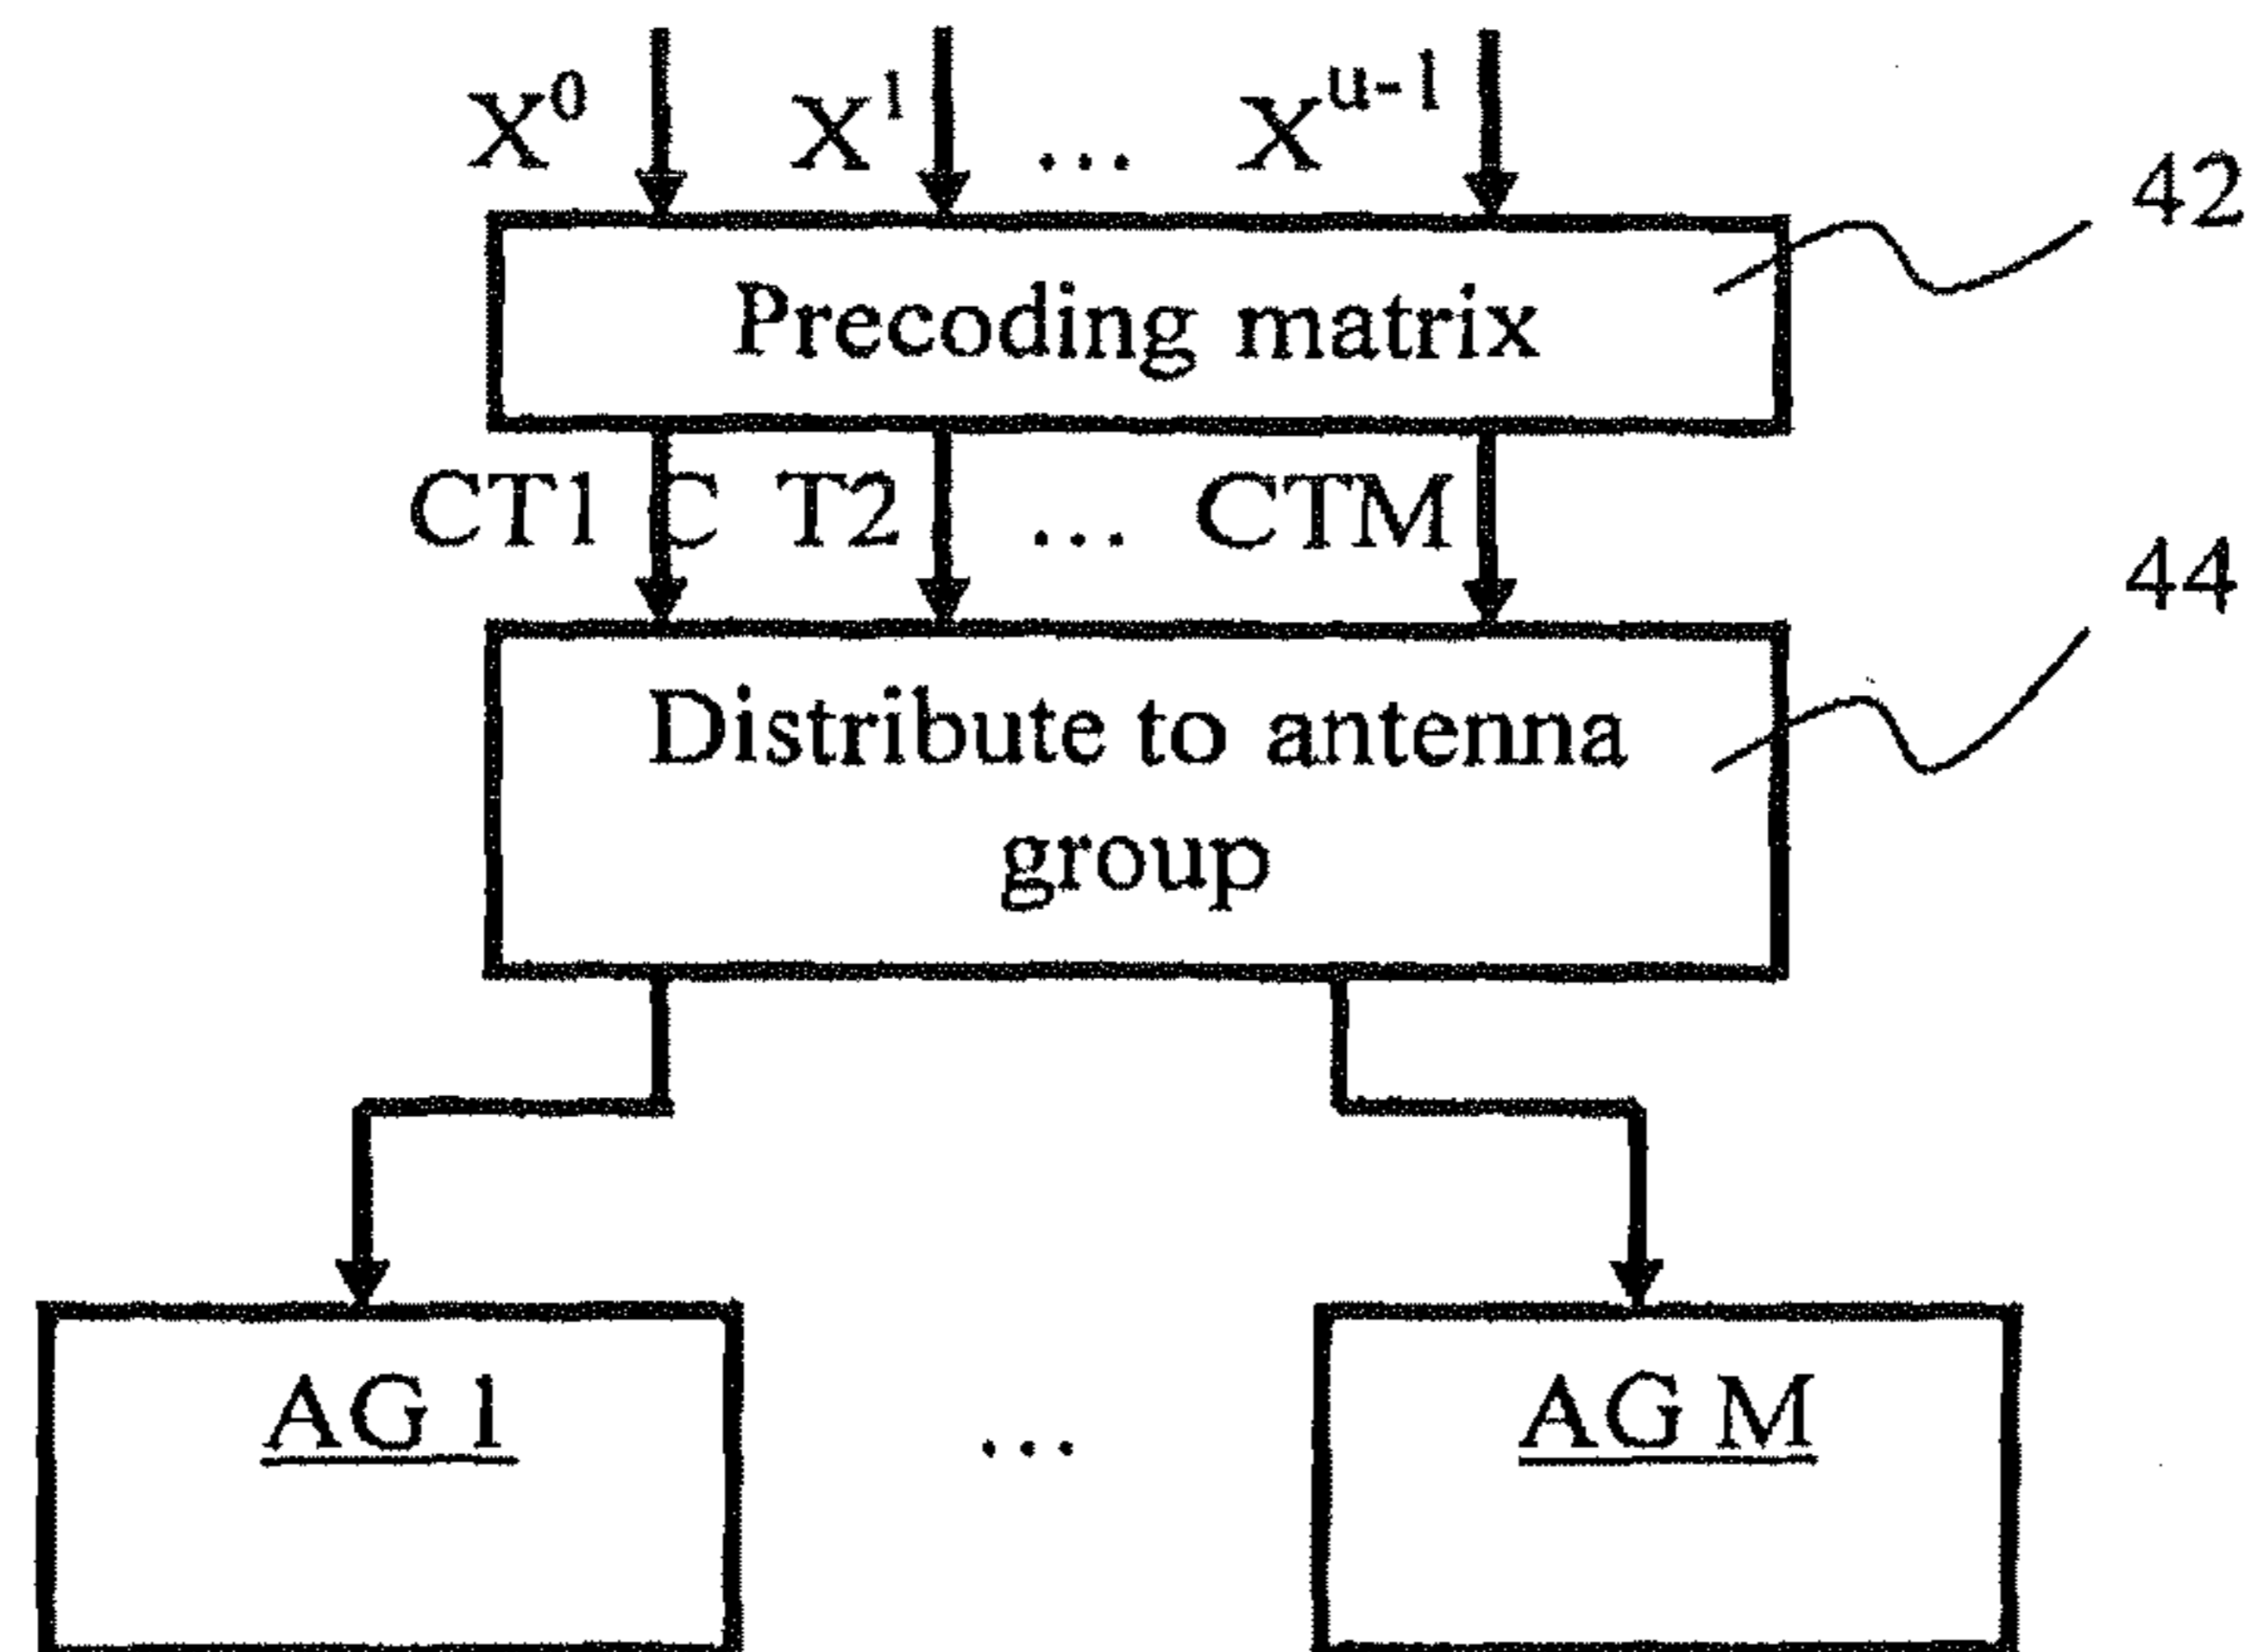 X⁰ X¹ ... Xᵘ⁻¹
42
Precoding matrix
CT1 C T2 ... CTM
44
Distribute to antenna
group
AG 1 ... AG M